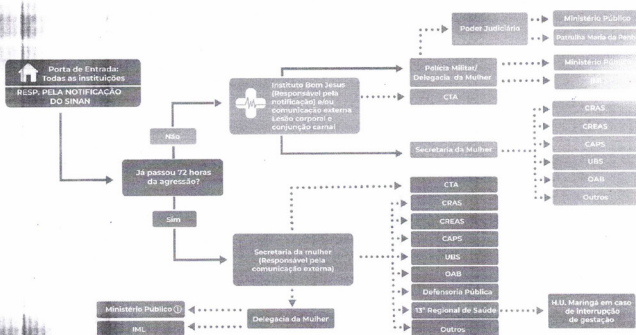 Porta de Entrada:
Todas as instituições
RESP. PELA NOTIFICAÇÃO
DO SINAN
Não
Já passou 72 horas
da agressão?
Sim
Instituto Bom Jesus
(Responsável pela
notificação) e/ou
comunicação externa
Lesão corporal e
conjunção carnal
Poder Judiciário
Ministério Público
Patrulha Maria da Penha
Polícia Militar/
Delegacia da Mulher
Ministério Público
IML
CTA
Secretaria da Mulher
CRAS
CREAS
CAPS
UBS
OAB
Outros
Secretaria da mulher
(Responsável pela
comunicação externa)
CTA
CRAS
CREAS
CAPS
UBS
OAB
Defensoria Pública
13ª Regional de Saúde
Outros
H.U. Maringá em caso
de interrupção
de gestação
Delegacia da Mulher
Ministério Público ①
IML